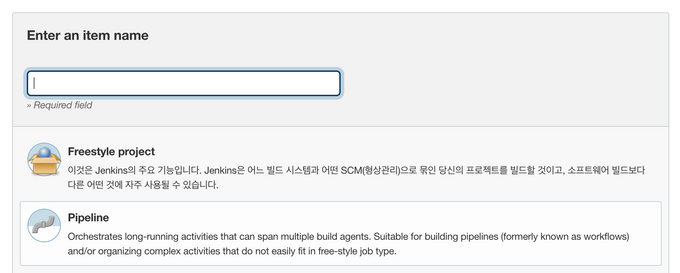 Enter an item name
» Required field
Freestyle project
이것은 Jenkins의 주요 기능입니다. Jenkins은 어느 빌드 시스템과 어떤 SCM(형상관리)으로 묶인 당신의 프로젝트를 빌드할 것이고, 소프트웨어 빌드보다
다른 어떤 것에 자주 사용될 수 있습니다.
Pipeline
Orchestrates long-running activities that can span multiple build agents. Suitable for building pipelines (formerly known as workflows)
and/or organizing complex activities that do not easily fit in free-style job type.